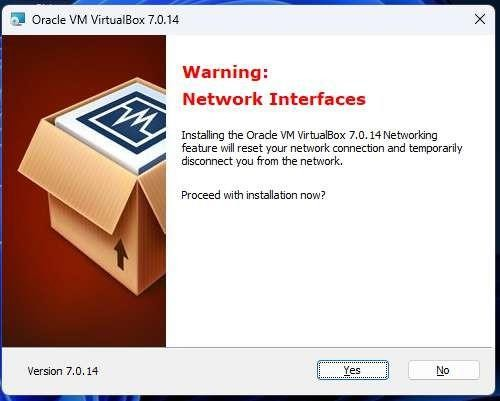 Oracle VM VirtualBox 7.0.14
Warning:
Network Interfaces
Installing the Oracle VM VirtualBox 7.0.14 Networking
feature will reset your network connection and temporarily
disconnect you from the network.
Proceed with installation now?
Version 7.0.14
Yes
No